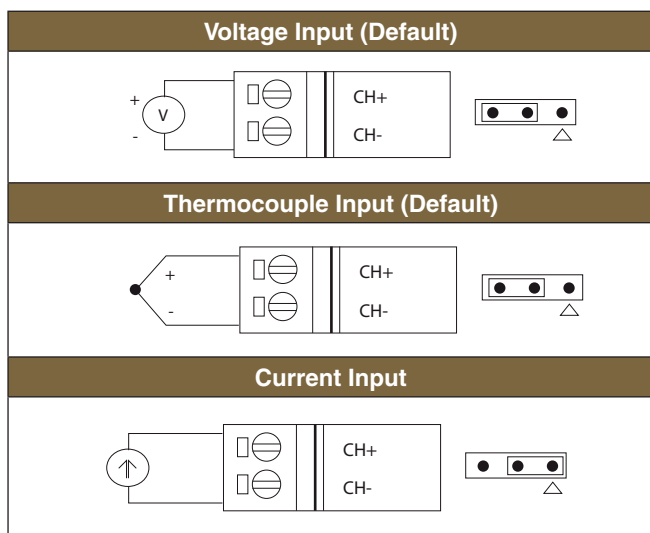 Voltage Input (Default)
+
V
-
CH+
CH-
Thermocouple Input (Default)
+
-
CH+
CH-
Current Input
CH+
CH-